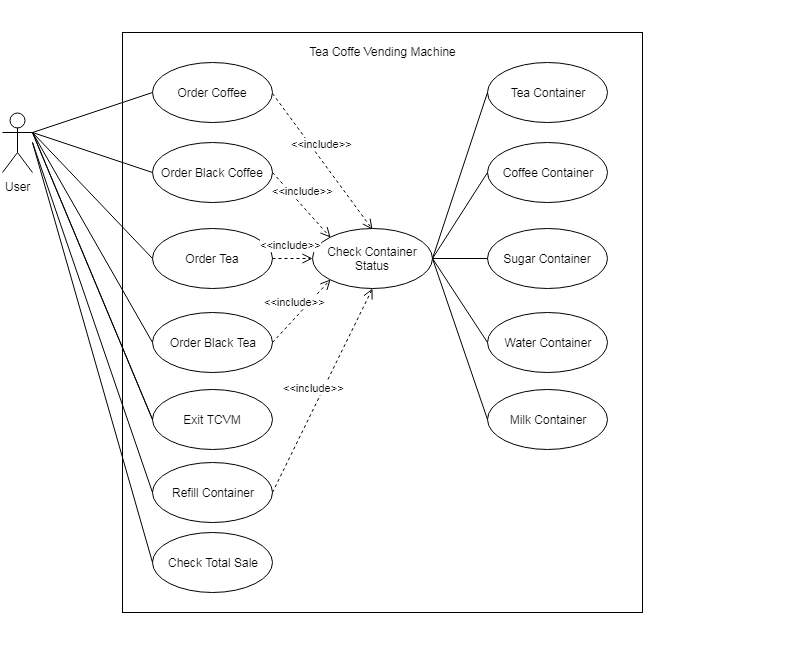 Tea Coffe Vending Machine
Order Coffee
Tea Container
<<include>>
Order Black Coffee
Coffee Container
<<include>>
User
<<include>>
Order Tea
Check Container
Status
Sugar Container
<<include>>
Order Black Tea
Water Container
<<include>>
Exit TCVM
Milk Container
Refill Container
Check Total Sale